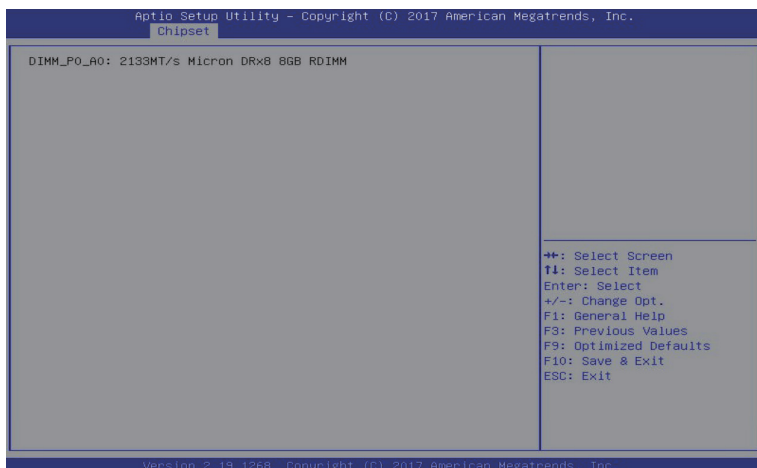 Aptio Setup Utility – Copyright (C) 2017 American Megatrends, Inc.
Chipset
DIMM_P0_A0: 2133MT/s Micron DRx8 8GB RDIMM
→←: Select Screen
↑↓: Select Item
Enter: Select
+/-: Change Opt.
F1: General Help
F3: Previous Values
F9: Optimized Defaults
F10: Save & Exit
ESC: Exit
Version 2.19.1268. Copyright (C) 2017 American Megatrends, Inc.